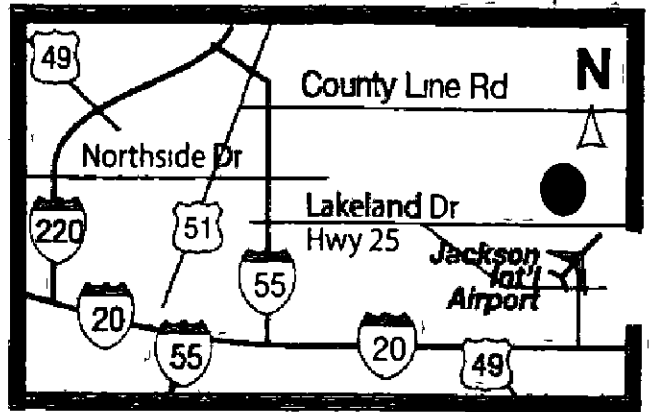 49
N
County Line Rd
Northside Dr
220
51
Lakeland Dr
Hwy 25
Jackson
Int'l
Airport
55
20
55
20
49